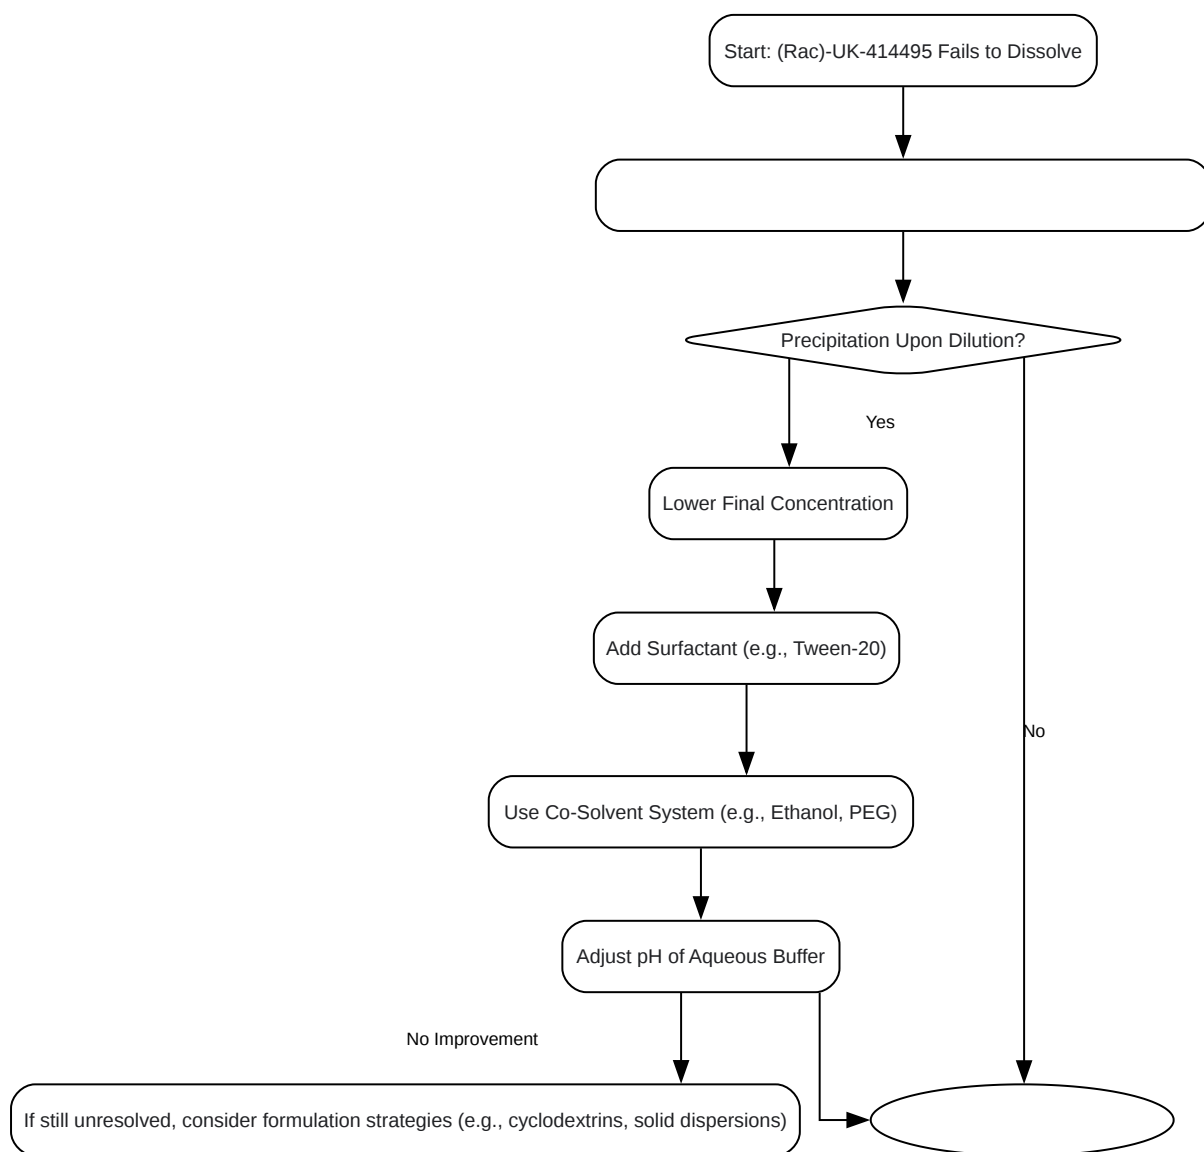 Start: (Rac)-UK-414495 Fails to Dissolve
Precipitation Upon Dilution?
Yes
Lower Final Concentration
Add Surfactant (e.g., Tween-20)
No
Use Co-Solvent System (e.g., Ethanol, PEG)
Adjust pH of Aqueous Buffer
No Improvement
If still unresolved, consider formulation strategies (e.g., cyclodextrins, solid dispersions)